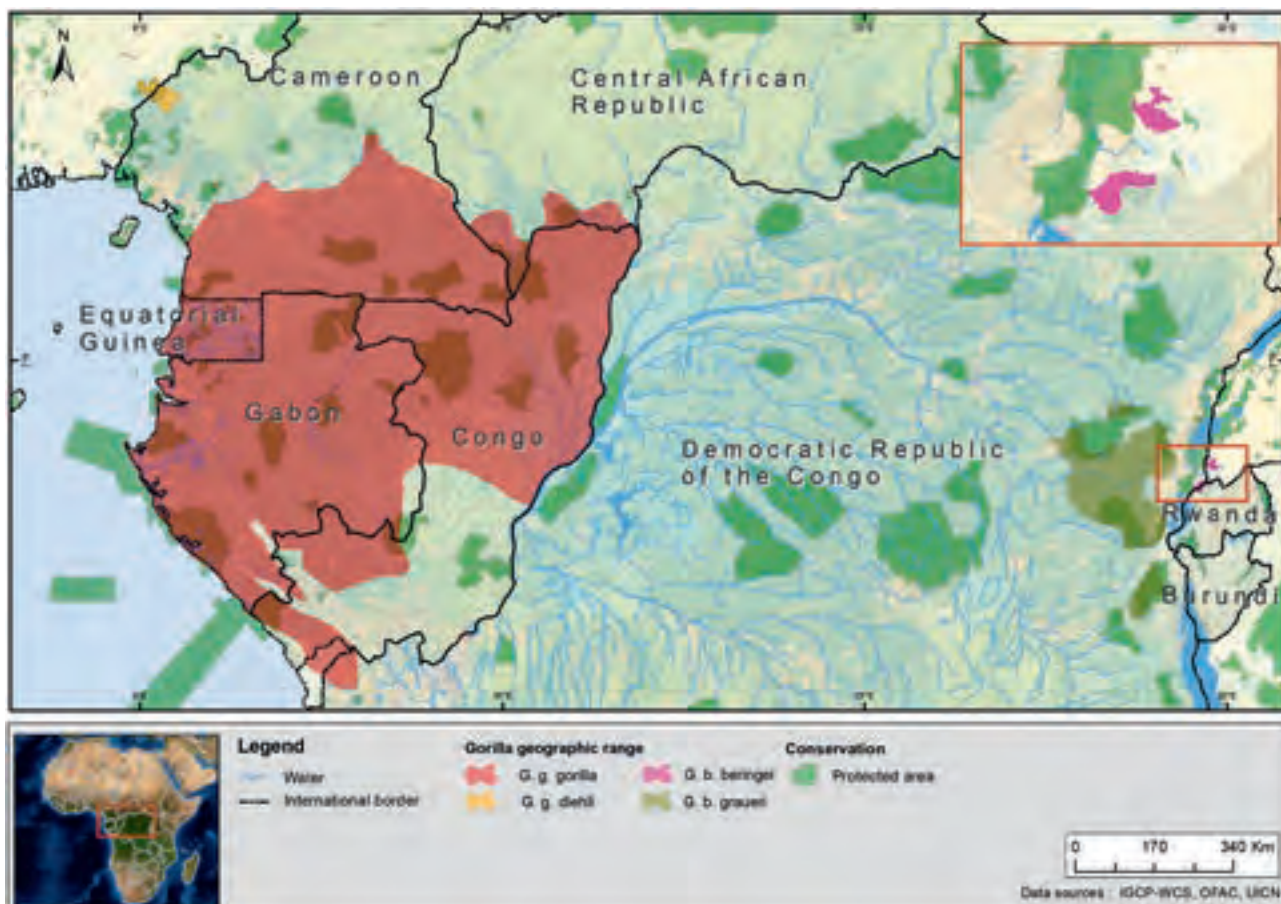 N
Cameroon
Central African
Republic
Equatorial
Guinea
Gabon
Congo
Democratic Republic
of the Congo
Rwanda
Burundi
Legend
Water
International border
Gorilla geographic range
G. g. gorilla
G. g. diehli
G. b. beringei
G. b. graueri
Conservation
Protected area
0 170 340 Km
Data sources : IGCP-WCS, OFAC, UICN